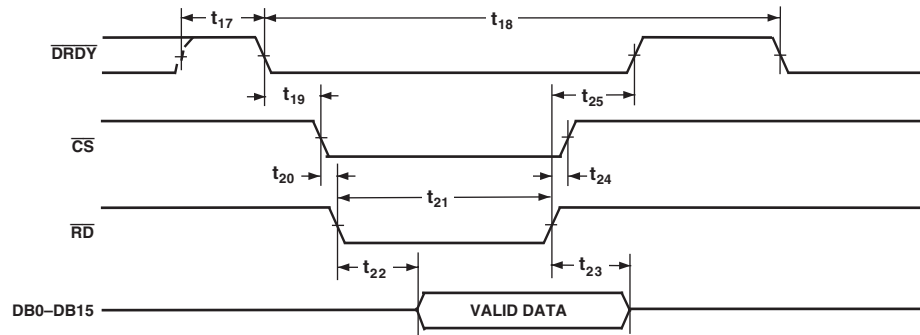 t17
t18
DRDY
t19
t25
CS
t20
t24
t21
RD
t22
t23
DB0–DB15
VALID DATA